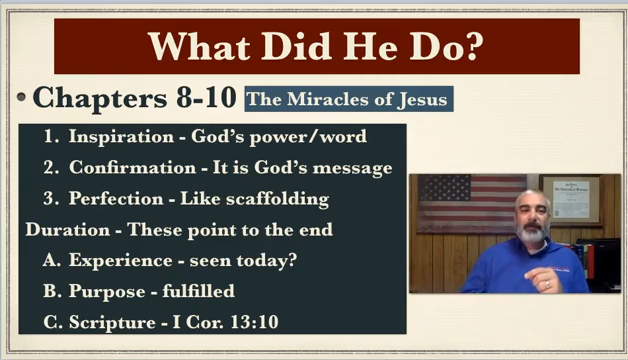 What Did He Do?
• Chapters 8-10 The Miracles of Jesus
1. Inspiration - God's power/word
2. Confirmation - It is God's message
3. Perfection - Like scaffolding
Duration - These point to the end
A. Experience - seen today?
B. Purpose - fulfilled
C. Scripture - I Cor. 13:10